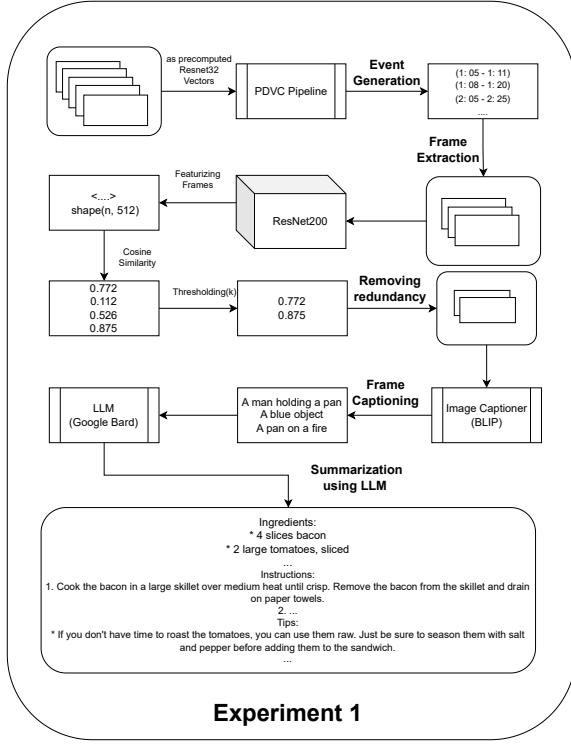 as precomputed
Resnet32
Vectors
PDVC Pipeline
Event
Generation
(1: 05 - 1: 11)
(1: 08 - 1: 20)
(2: 05 - 2: 25)
....
Frame
Extraction
<....>
shape(n, 512)
Featurizing
Frames
ResNet200
Cosine
Similarity
0.772
0.112
0.526
0.875
Thresholding(k)
0.772
0.875
Removing
redundancy
LLM
(Google Bard)
A man holding a pan
A blue object
A pan on a fire
Frame
Captioning
Image Captioner
(BLIP)
Summarization
using LLM
Ingredients:
* 4 slices bacon
* 2 large tomatoes, sliced
...
Instructions:
1. Cook the bacon in a large skillet over medium heat until crisp. Remove the bacon from the skillet and drain
on paper towels.
2. ...
Tips:
* If you don't have time to roast the tomatoes, you can use them raw. Just be sure to season them with salt
and pepper before adding them to the sandwich.
...
Experiment 1